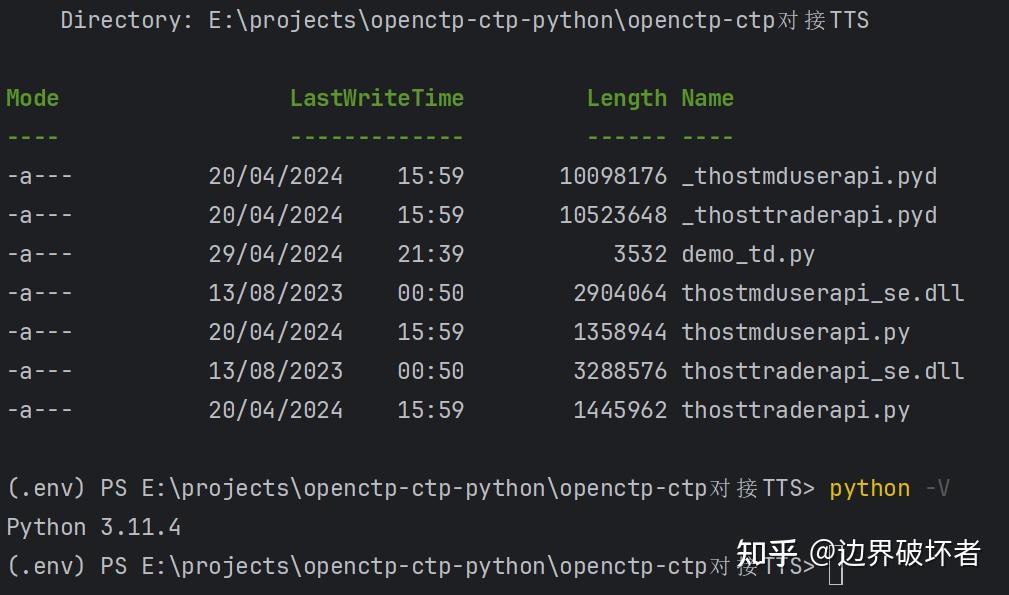 Directory: E:\projects\openctp-ctp-python\openctp-ctp对接TTS
Mode LastWriteTime Length Name
---- ------------- ------ ----
-a--- 20/04/2024 15:59 10098176 _thostmduserapi.pyd
-a--- 20/04/2024 15:59 10523648 _thosttraderapi.pyd
-a--- 29/04/2024 21:39 3532 demo_td.py
-a--- 13/08/2023 00:50 2904064 thostmduserapi_se.dll
-a--- 20/04/2024 15:59 1358944 thostmduserapi.py
-a--- 13/08/2023 00:50 3288576 thosttraderapi_se.dll
-a--- 20/04/2024 15:59 1445962 thosttraderapi.py
(.env) PS E:\projects\openctp-ctp-python\openctp-ctp对接TTS> python -V
Python 3.11.4
(.env) PS E:\projects\openctp-ctp-python\openctp-ctp对接TTS>
知乎 @边界破坏者